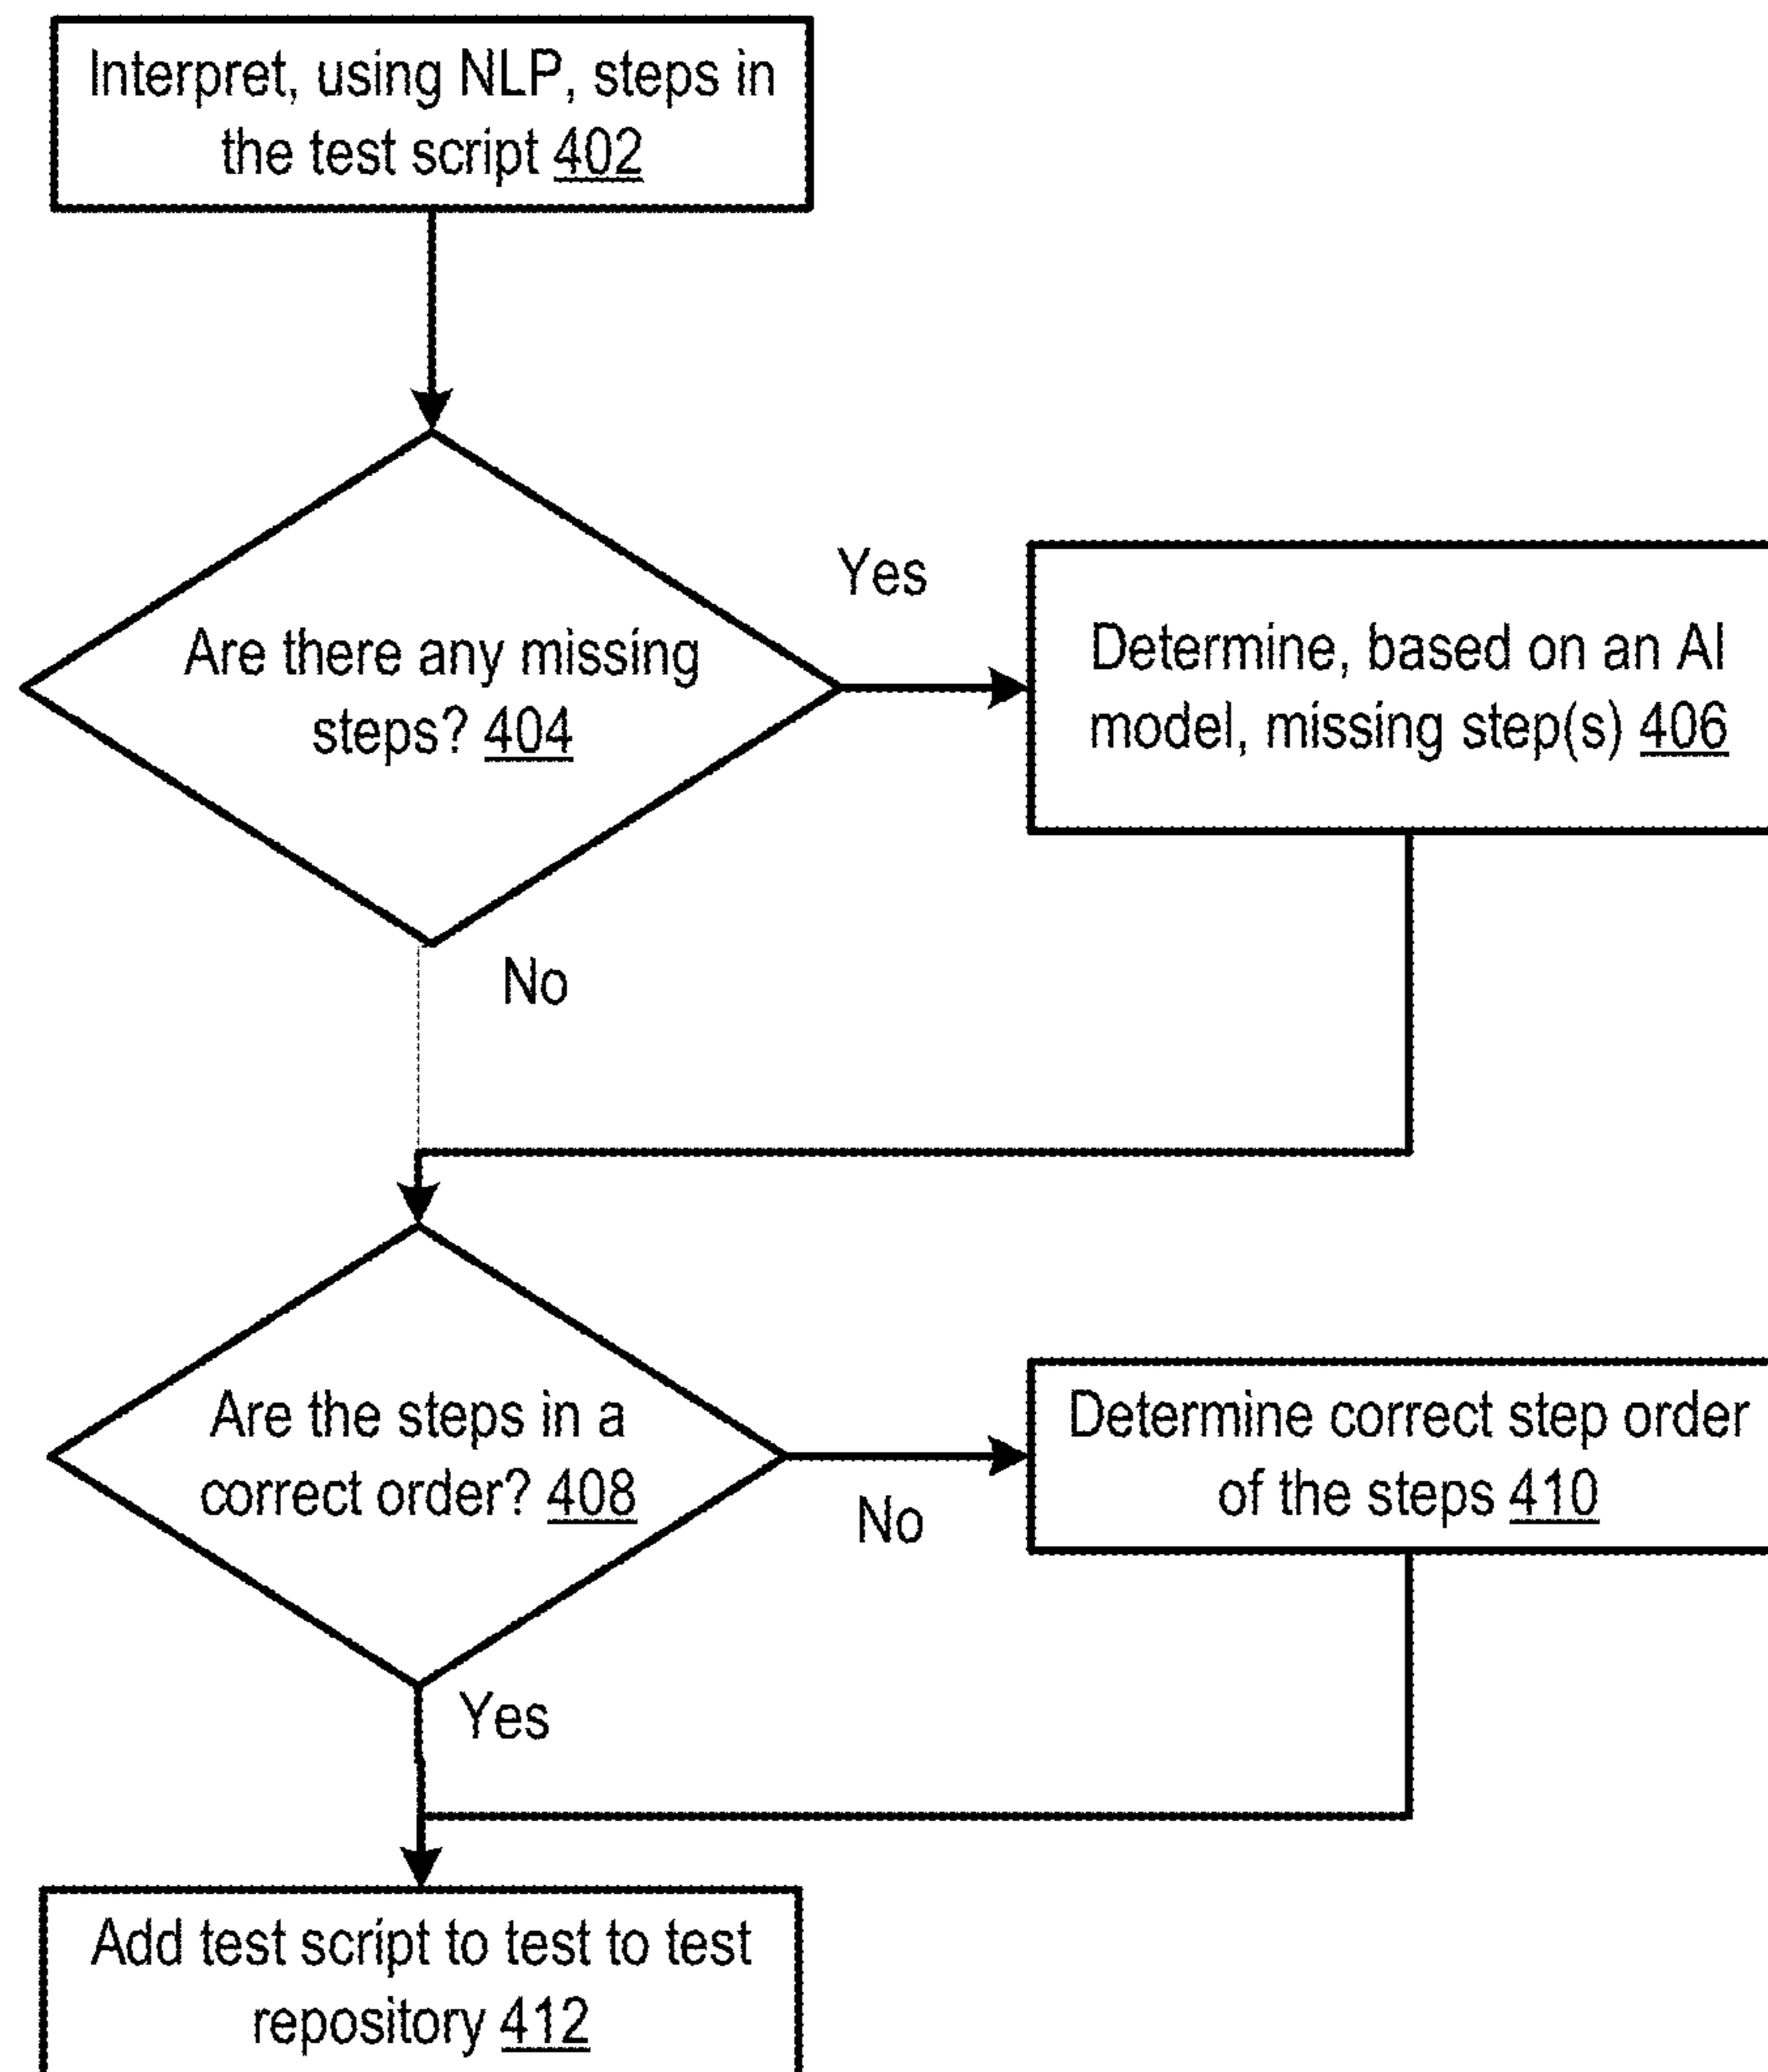 Interpret, using NLP, steps in
the test script 402
Are there any missing
steps? 404
Yes
Determine, based on an AI
model, missing step(s) 406
No
Are the steps in a
correct order? 408
No
Determine correct step order
of the steps 410
Yes
Add test script to test to test
repository 412